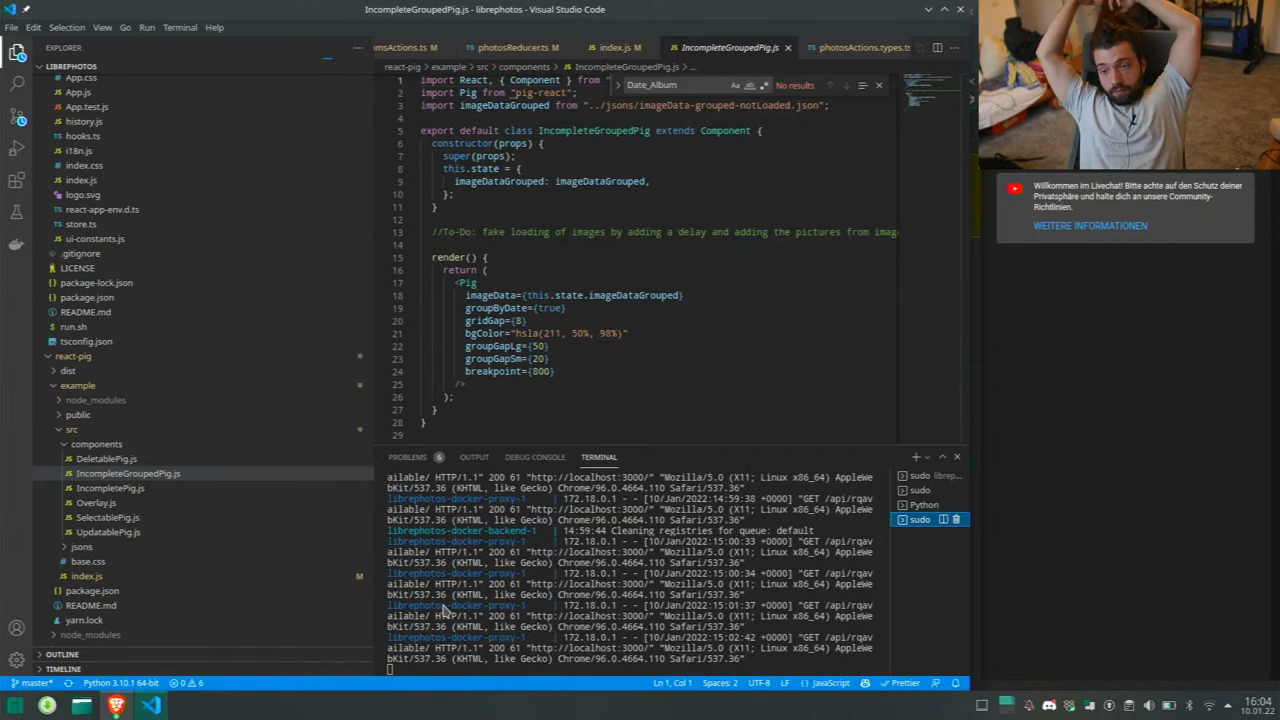 IncompleteGroupedPig.js - librephotos - Visual Studio Code
File Edit Selection View Go Run Terminal Help
EXPLORER
LIBREPHOTOS
App.css
App.js
App.test.js
history.js
hooks.ts
i18n.js
index.css
index.js
logo.svg
react-app-env.d.ts
store.ts
ui-constants.js
.gitignore
LICENSE
package-lock.json
package.json
README.md
run.sh
tsconfig.json
react-pig
dist
example
node_modules
public
src
components
DeletablePig.js
IncompleteGroupedPig.js
IncompletePig.js
Overlay.js
SelectablePig.js
UpdatablePig.js
jsons
base.css
index.js M
package.json
README.md
yarn.lock
node_modules
OUTLINE
TIMELINE
umsActions.ts photosReducer.ts index.js IncompleteGroupedPig.js photosActions.types.ts
react-pig > example > src > components > IncompleteGroupedPig.js > ...
Date_Album Aa ab No results
1 import React, { Component } from "
2 import Pig from "pig-react";
3 import imageDataGrouped from "../jsons/imageData-grouped-notLoaded.json";
4
5 export default class IncompleteGroupedPig extends Component {
6 constructor(props) {
7 super(props);
8 this.state = {
9 imageDataGrouped: imageDataGrouped,
10 };
11 }
12
13 //To-Do: fake loading of images by adding a delay and adding the pictures from imag
14
15 render() {
16 return (
17 <Pig
18 imageData={this.state.imageDataGrouped}
19 groupByDate={true}
20 gridGap={8}
21 bgColor="hsla(211, 50%, 98%)"
22 groupGapLg={50}
23 groupGapSm={20}
24 breakpoint={800}
25 />
26 );
27 }
28 }
29
PROBLEMS 6 OUTPUT DEBUG CONSOLE TERMINAL
ailable/ HTTP/1.1" 200 61 "http://localhost:3000/" "Mozilla/5.0 (X11; Linux x86_64) AppleWe
bKit/537.36 (KHTML, like Gecko) Chrome/96.0.4664.110 Safari/537.36"
librephotos-docker-proxy-1 | 172.18.0.1 - - [10/Jan/2022:14:59:38 +0000] "GET /api/rqav
ailable/ HTTP/1.1" 200 61 "http://localhost:3000/" "Mozilla/5.0 (X11; Linux x86_64) AppleWe
bKit/537.36 (KHTML, like Gecko) Chrome/96.0.4664.110 Safari/537.36"
librephotos-docker-backend-1 | 14:59:44 Cleaning registries for queue: default
librephotos-docker-proxy-1 | 172.18.0.1 - - [10/Jan/2022:15:00:33 +0000] "GET /api/rqav
ailable/ HTTP/1.1" 200 61 "http://localhost:3000/" "Mozilla/5.0 (X11; Linux x86_64) AppleWe
bKit/537.36 (KHTML, like Gecko) Chrome/96.0.4664.110 Safari/537.36"
librephotos-docker-proxy-1 | 172.18.0.1 - - [10/Jan/2022:15:00:34 +0000] "GET /api/rqav
ailable/ HTTP/1.1" 200 61 "http://localhost:3000/" "Mozilla/5.0 (X11; Linux x86_64) AppleWe
bKit/537.36 (KHTML, like Gecko) Chrome/96.0.4664.110 Safari/537.36"
librephotos-docker-proxy-1 | 172.18.0.1 - - [10/Jan/2022:15:01:37 +0000] "GET /api/rqav
ailable/ HTTP/1.1" 200 61 "http://localhost:3000/" "Mozilla/5.0 (X11; Linux x86_64) AppleWe
bKit/537.36 (KHTML, like Gecko) Chrome/96.0.4664.110 Safari/537.36"
librephotos-docker-proxy-1 | 172.18.0.1 - - [10/Jan/2022:15:02:42 +0000] "GET /api/rqav
ailable/ HTTP/1.1" 200 61 "http://localhost:3000/" "Mozilla/5.0 (X11; Linux x86_64) AppleWe
bKit/537.36 (KHTML, like Gecko) Chrome/96.0.4664.110 Safari/537.36"
sudo librep...
sudo
Python
sudo
Willkommen im Livechat! Bitte achte auf den Schutz deiner
Privatsphäre und halte dich an unsere Community-
Richtlinien.
WEITERE INFORMATIONEN
master* Python 3.10.1 64-bit 0 6 Ln 1, Col 1 Spaces: 2 UTF-8 LF {} JavaScript Prettier
16:04
10.01.22